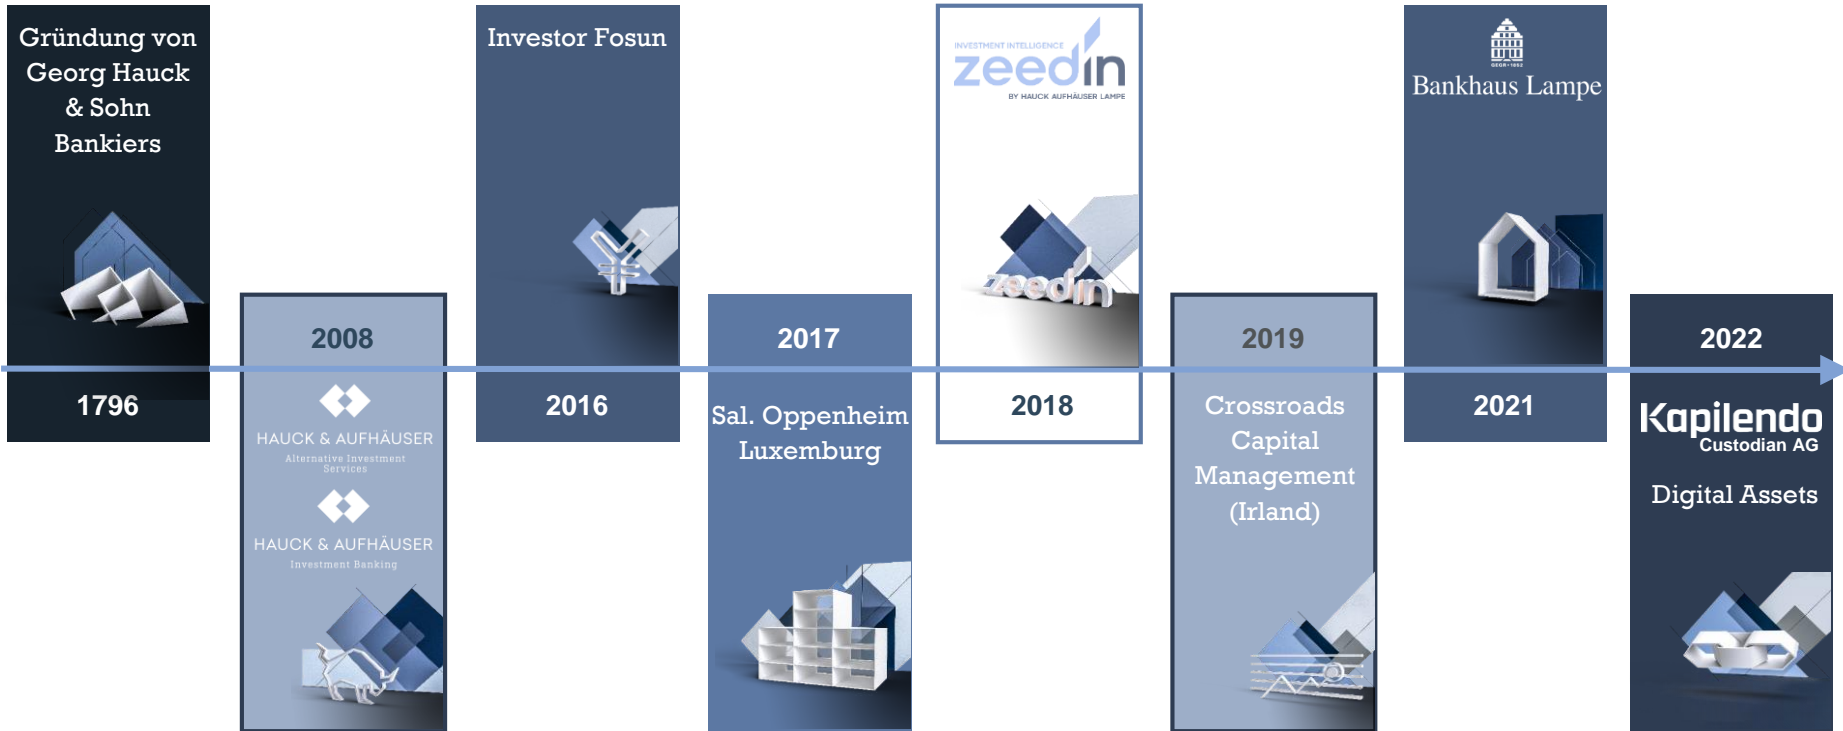 Gründung von
Georg Hauck
& Sohn
Bankiers
1796
2008
HAUCK & AUFHÄUSER
Alternative Investment
Services
HAUCK & AUFHÄUSER
Investment Banking
Investor Fosun
2016
2017
Sal. Oppenheim
Luxemburg
INVESTMENT INTELLIGENCE
zeedin
BY HAUCK AUFHÄUSER LAMPE
zeedin
2018
2019
Crossroads
Capital
Management
(Irland)
GEGR•1852
Bankhaus Lampe
2021
2022
Kapilendo
Custodian AG
Digital Assets